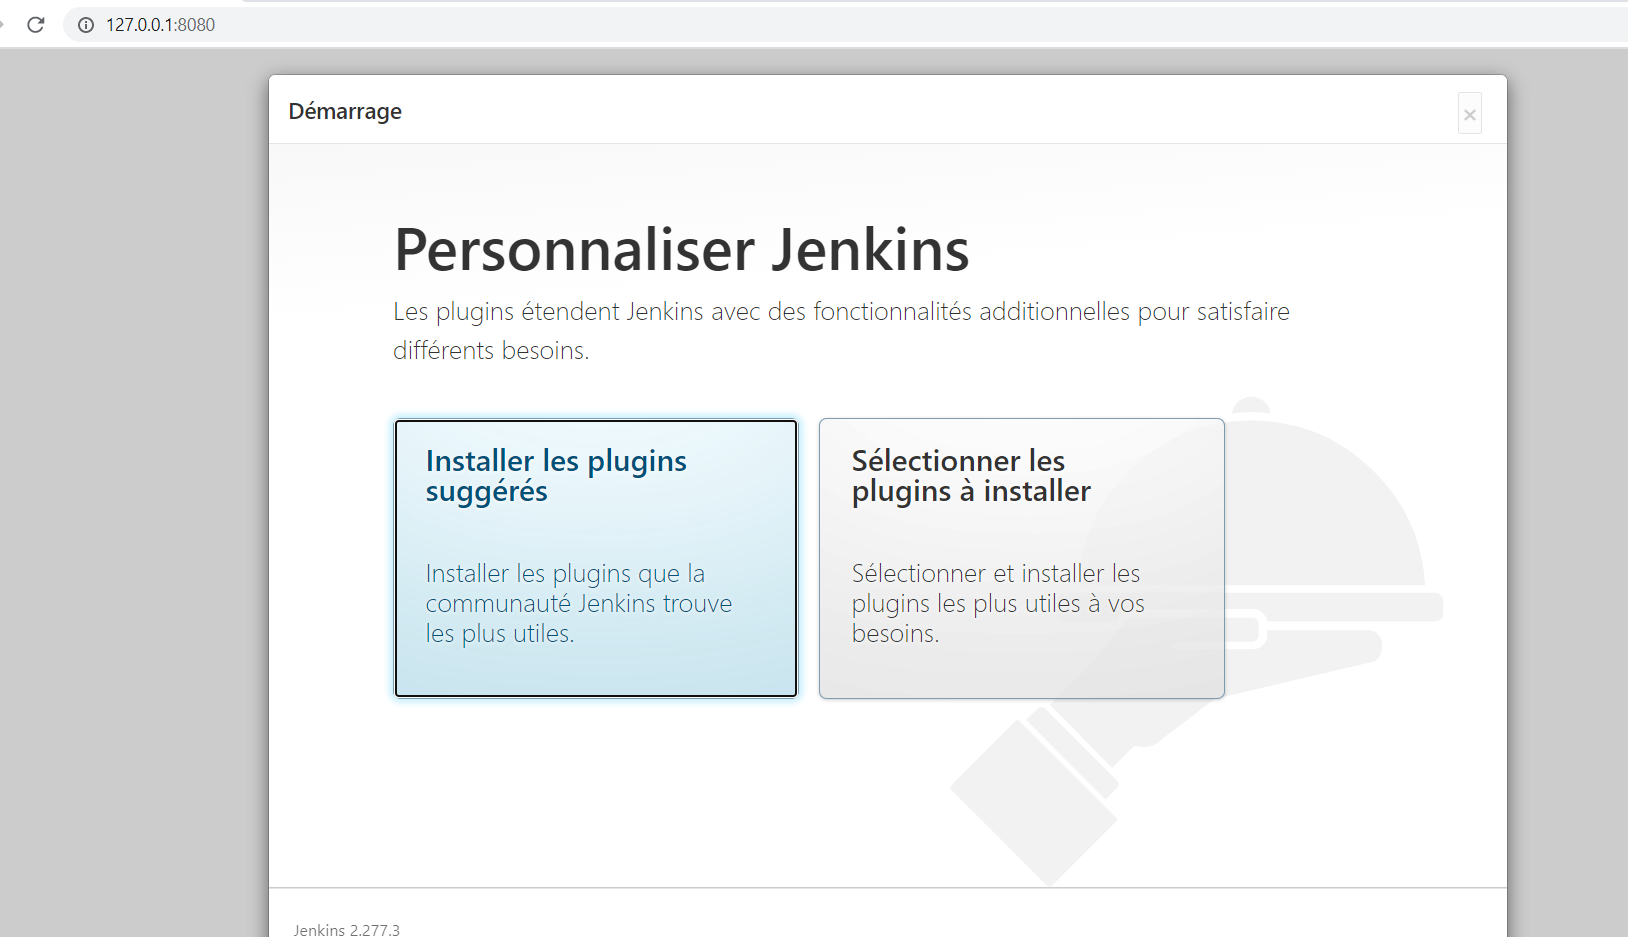 127.0.0.1:8080
Démarrage
×
Personnaliser Jenkins
Les plugins étendent Jenkins avec des fonctionnalités additionnelles pour satisfaire
différents besoins.
Installer les plugins
suggérés
Installer les plugins que la
communauté Jenkins trouve
les plus utiles.
Sélectionner les
plugins à installer
Sélectionner et installer les
plugins les plus utiles à vos
besoins.
Jenkins 2.277.3